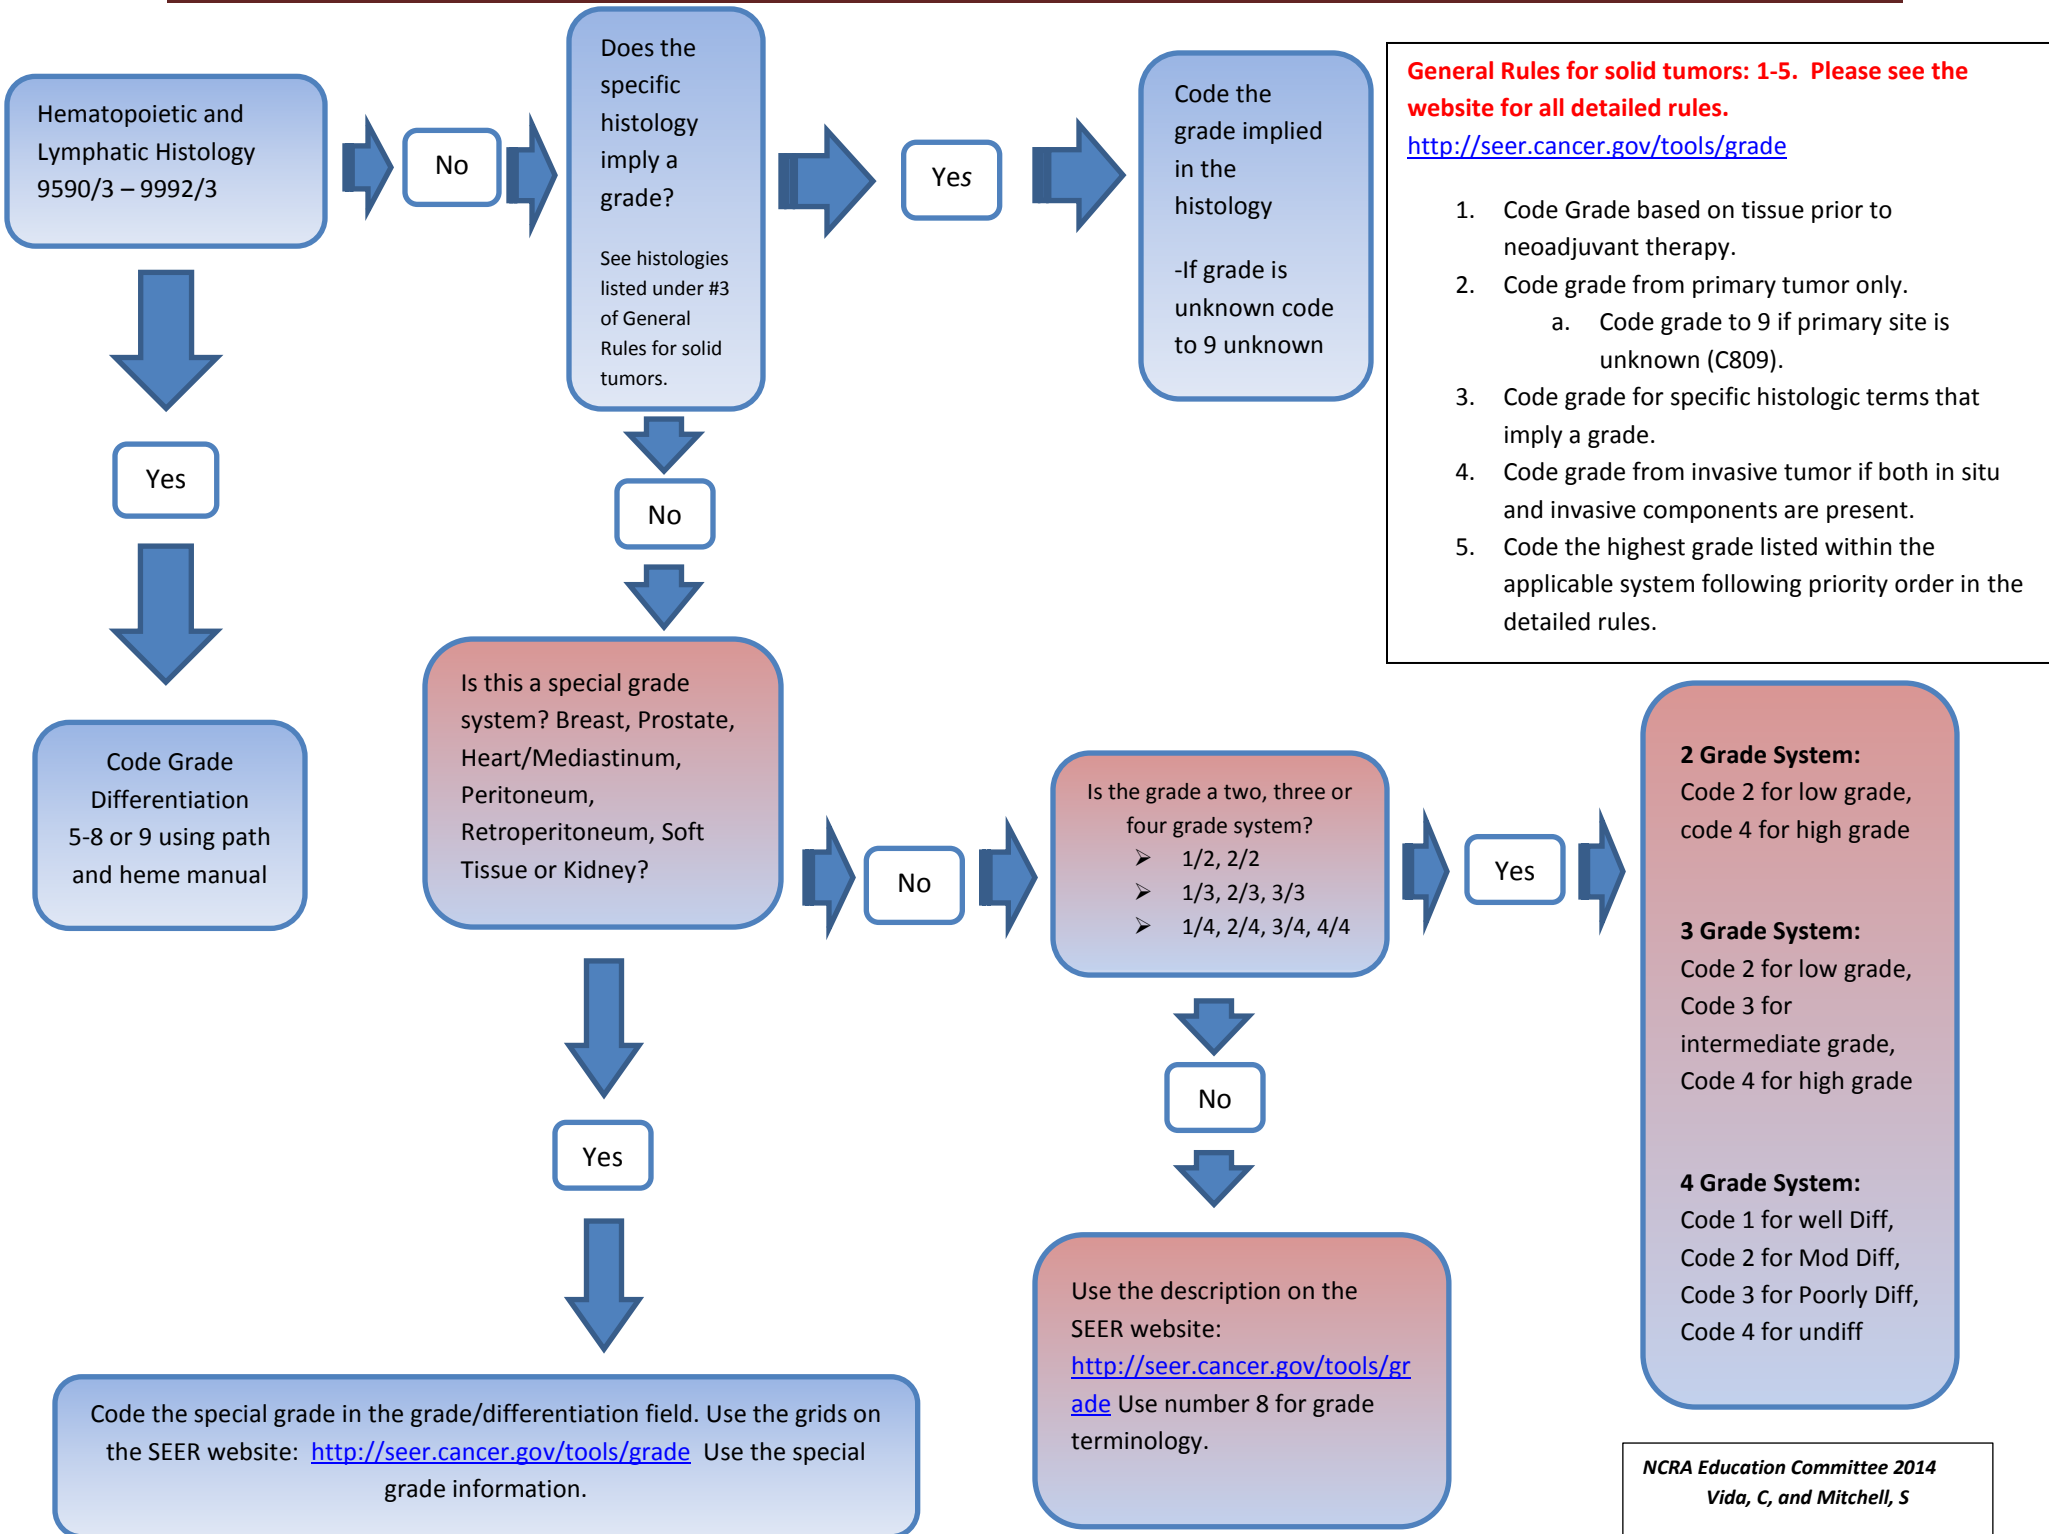 Hematopoietic and
Lymphatic Histology
9590/3 – 9992/3
No
Does the
specific
histology
imply a
grade?
See histologies
listed under #3
of General
Rules for solid
tumors.
Yes
Code the
grade implied
in the
histology
-If grade is
unknown code
to 9 unknown
General Rules for solid tumors: 1-5.  Please see the
website for all detailed rules.
http://seer.cancer.gov/tools/grade
1. Code Grade based on tissue prior to
neoadjuvant therapy.
2. Code grade from primary tumor only.
a. Code grade to 9 if primary site is
unknown (C809).
3. Code grade for specific histologic terms that
imply a grade.
4. Code grade from invasive tumor if both in situ
and invasive components are present.
5. Code the highest grade listed within the
applicable system following priority order in the
detailed rules.
Yes
No
Code Grade
Differentiation
5-8 or 9 using path
and heme manual
Is this a special grade
system? Breast, Prostate,
Heart/Mediastinum,
Peritoneum,
Retroperitoneum, Soft
Tissue or Kidney?
No
Is the grade a two, three or
four grade system?
➢ 1/2, 2/2
➢ 1/3, 2/3, 3/3
➢ 1/4, 2/4, 3/4, 4/4
Yes
2 Grade System:
Code 2 for low grade,
code 4 for high grade
3 Grade System:
Code 2 for low grade,
Code 3 for
intermediate grade,
Code 4 for high grade
4 Grade System:
Code 1 for well Diff,
Code 2 for Mod Diff,
Code 3 for Poorly Diff,
Code 4 for undiff
Yes
No
Code the special grade in the grade/differentiation field. Use the grids on
the SEER website:  http://seer.cancer.gov/tools/grade  Use the special
grade information.
Use the description on the
SEER website:
http://seer.cancer.gov/tools/gr
ade Use number 8 for grade
terminology.
NCRA Education Committee 2014
Vida, C, and Mitchell, S